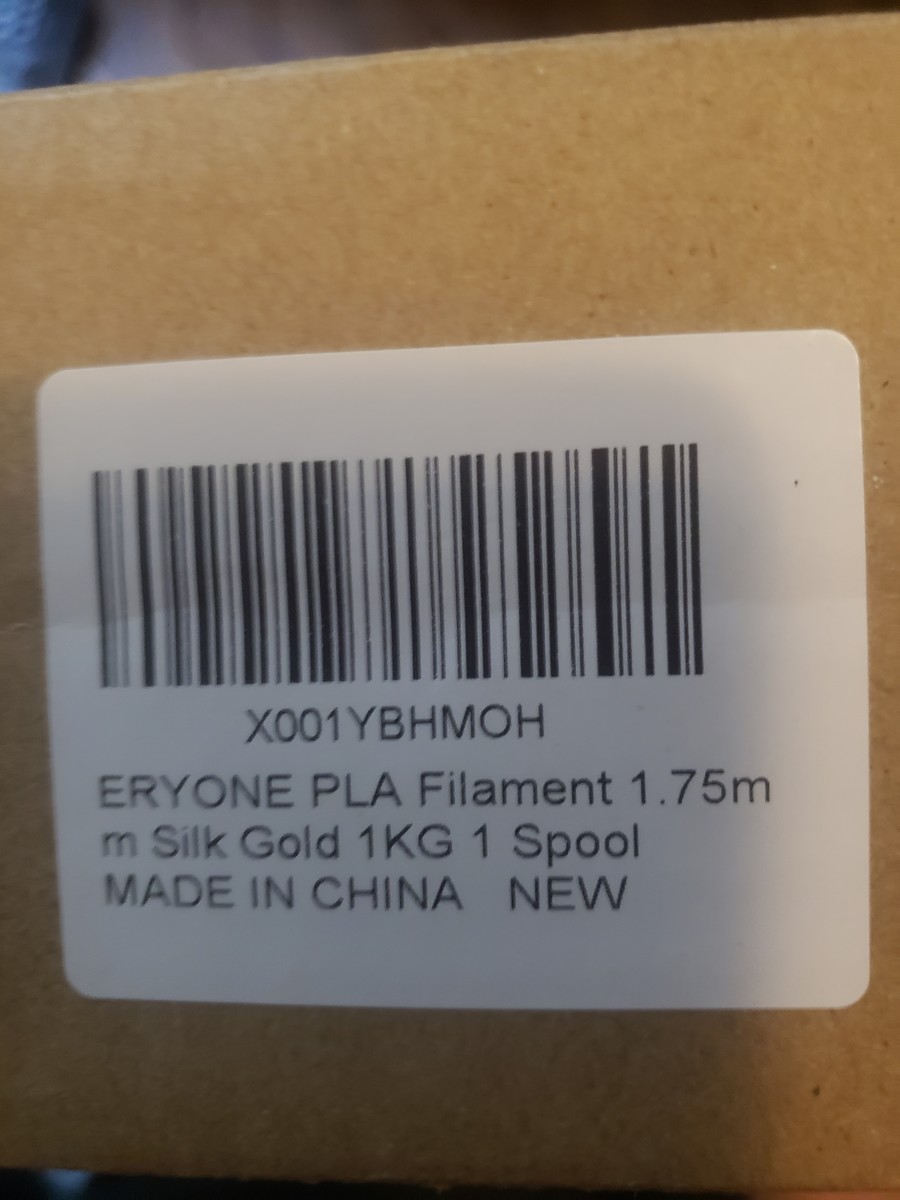 X001YBHMOH
ERYONE PLA Filament 1.75m
m Silk Gold 1KG 1 Spool
MADE IN CHINA NEW